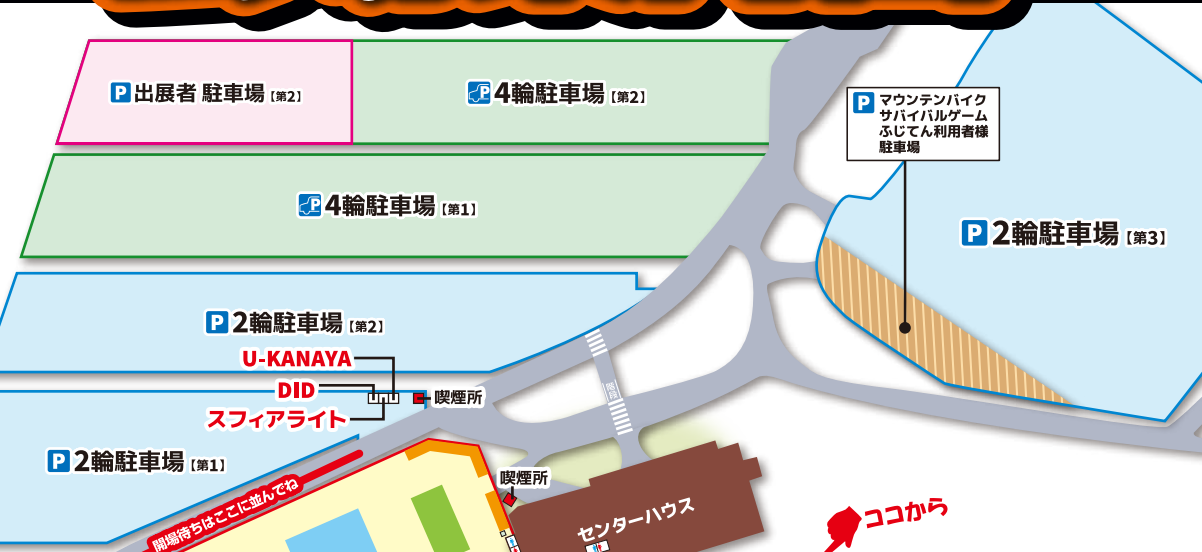 P 出展者 駐車場【第2】
P 4輪駐車場【第2】
P マウンテンバイク
サバイバルゲーム
ふじてん利用者様
駐車場
P 4輪駐車場【第1】
P 2輪駐車場【第3】
P 2輪駐車場【第2】
U-KANAYA
DID
スフィアライト
喫煙所
P 2輪駐車場【第1】
開場待ちはここに並んでね
喫煙所
センターハウス
ココから